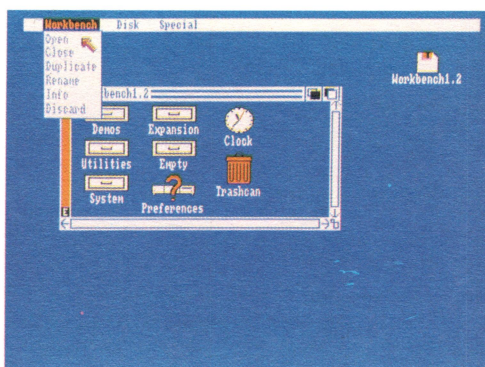 Workbench Disk Special
Open
Close
Duplicate
Rename
Info
Discard
Workbench1.2
bench1.2
Demos Expansion Clock
Utilities Empty
Trashcan
System Preferences
E